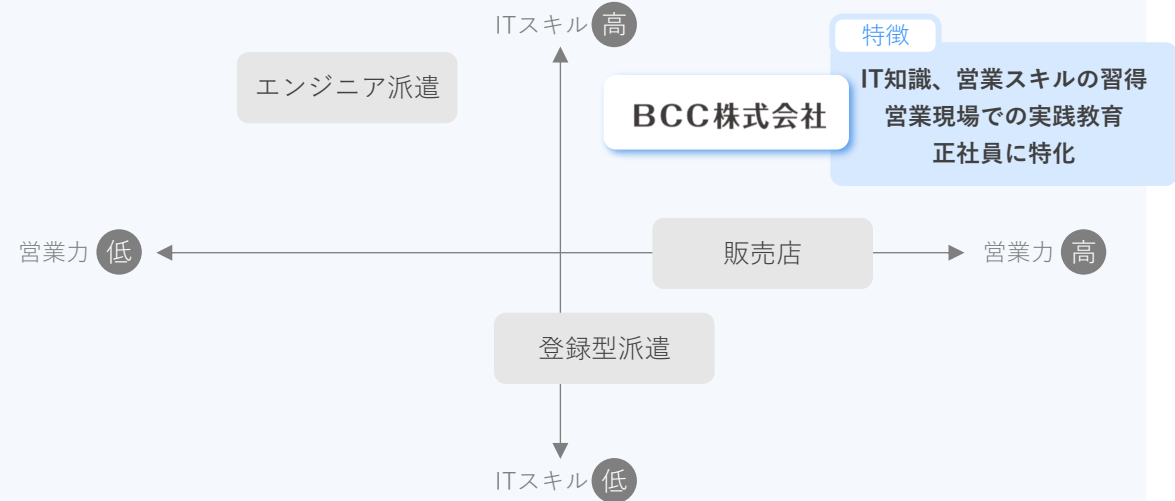 ITスキル 高
特徴
エンジニア派遣
IT知識、営業スキルの習得
BCC株式会社
営業現場での実践教育
正社員に特化
営業力 低
販売店
営業力 高
登録型派遣
ITスキル 低